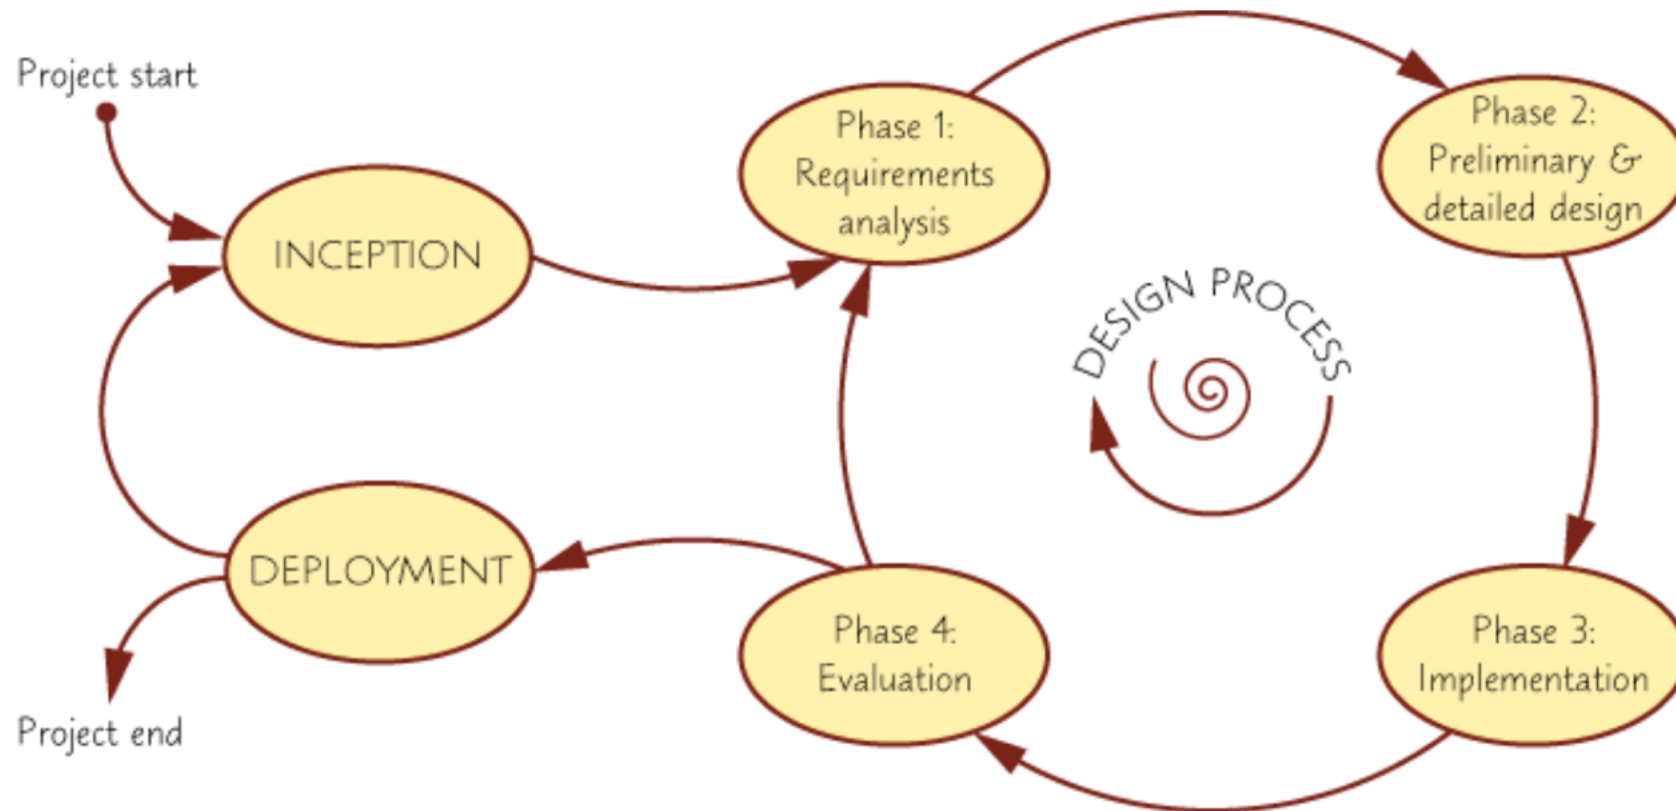 Project start
INCEPTION
Phase 1:
Requirements
analysis
Phase 2:
Preliminary &
detailed design
DESIGN PROCESS
Phase 3:
Implementation
Phase 4:
Evaluation
DEPLOYMENT
Project end